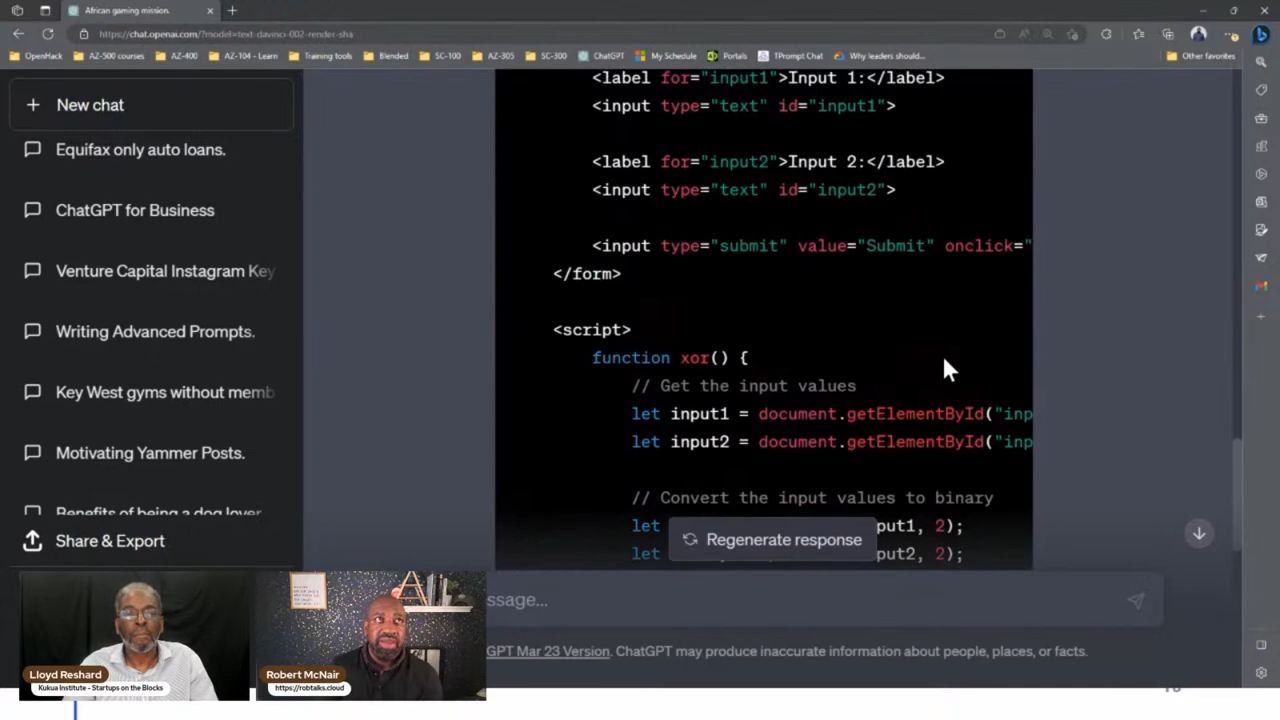 African gaming mission.
https://chat.openai.com/?model=text-davinci-002-render-sha
OpenHack AZ-500 courses AZ-400 AZ-104 - Learn Training tools Blended SC-100 AZ-305 SC-300 ChatGPT My Schedule Portals TPrompt Chat Why leaders should... Other favorites
+ New chat
Equifax only auto loans.
ChatGPT for Business
Venture Capital Instagram Key
Writing Advanced Prompts.
Key West gyms without memb
Motivating Yammer Posts.
Benefits of being a dog lover
Share & Export
<label for="input1">Input 1:</label>
<input type="text" id="input1">
<label for="input2">Input 2:</label>
<input type="text" id="input2">
<input type="submit" value="Submit" onclick="
</form>
<script>
function xor() {
// Get the input values
let input1 = document.getElementById("inp
let input2 = document.getElementById("inp
// Convert the input values to binary
let put1, 2);
let put2, 2);
Regenerate response
ssage...
GPT Mar 23 Version. ChatGPT may produce inaccurate information about people, places, or facts.
Lloyd Reshard
Kukua Institute - Startups on the Blocks
Robert McNair
https://robtalks.cloud